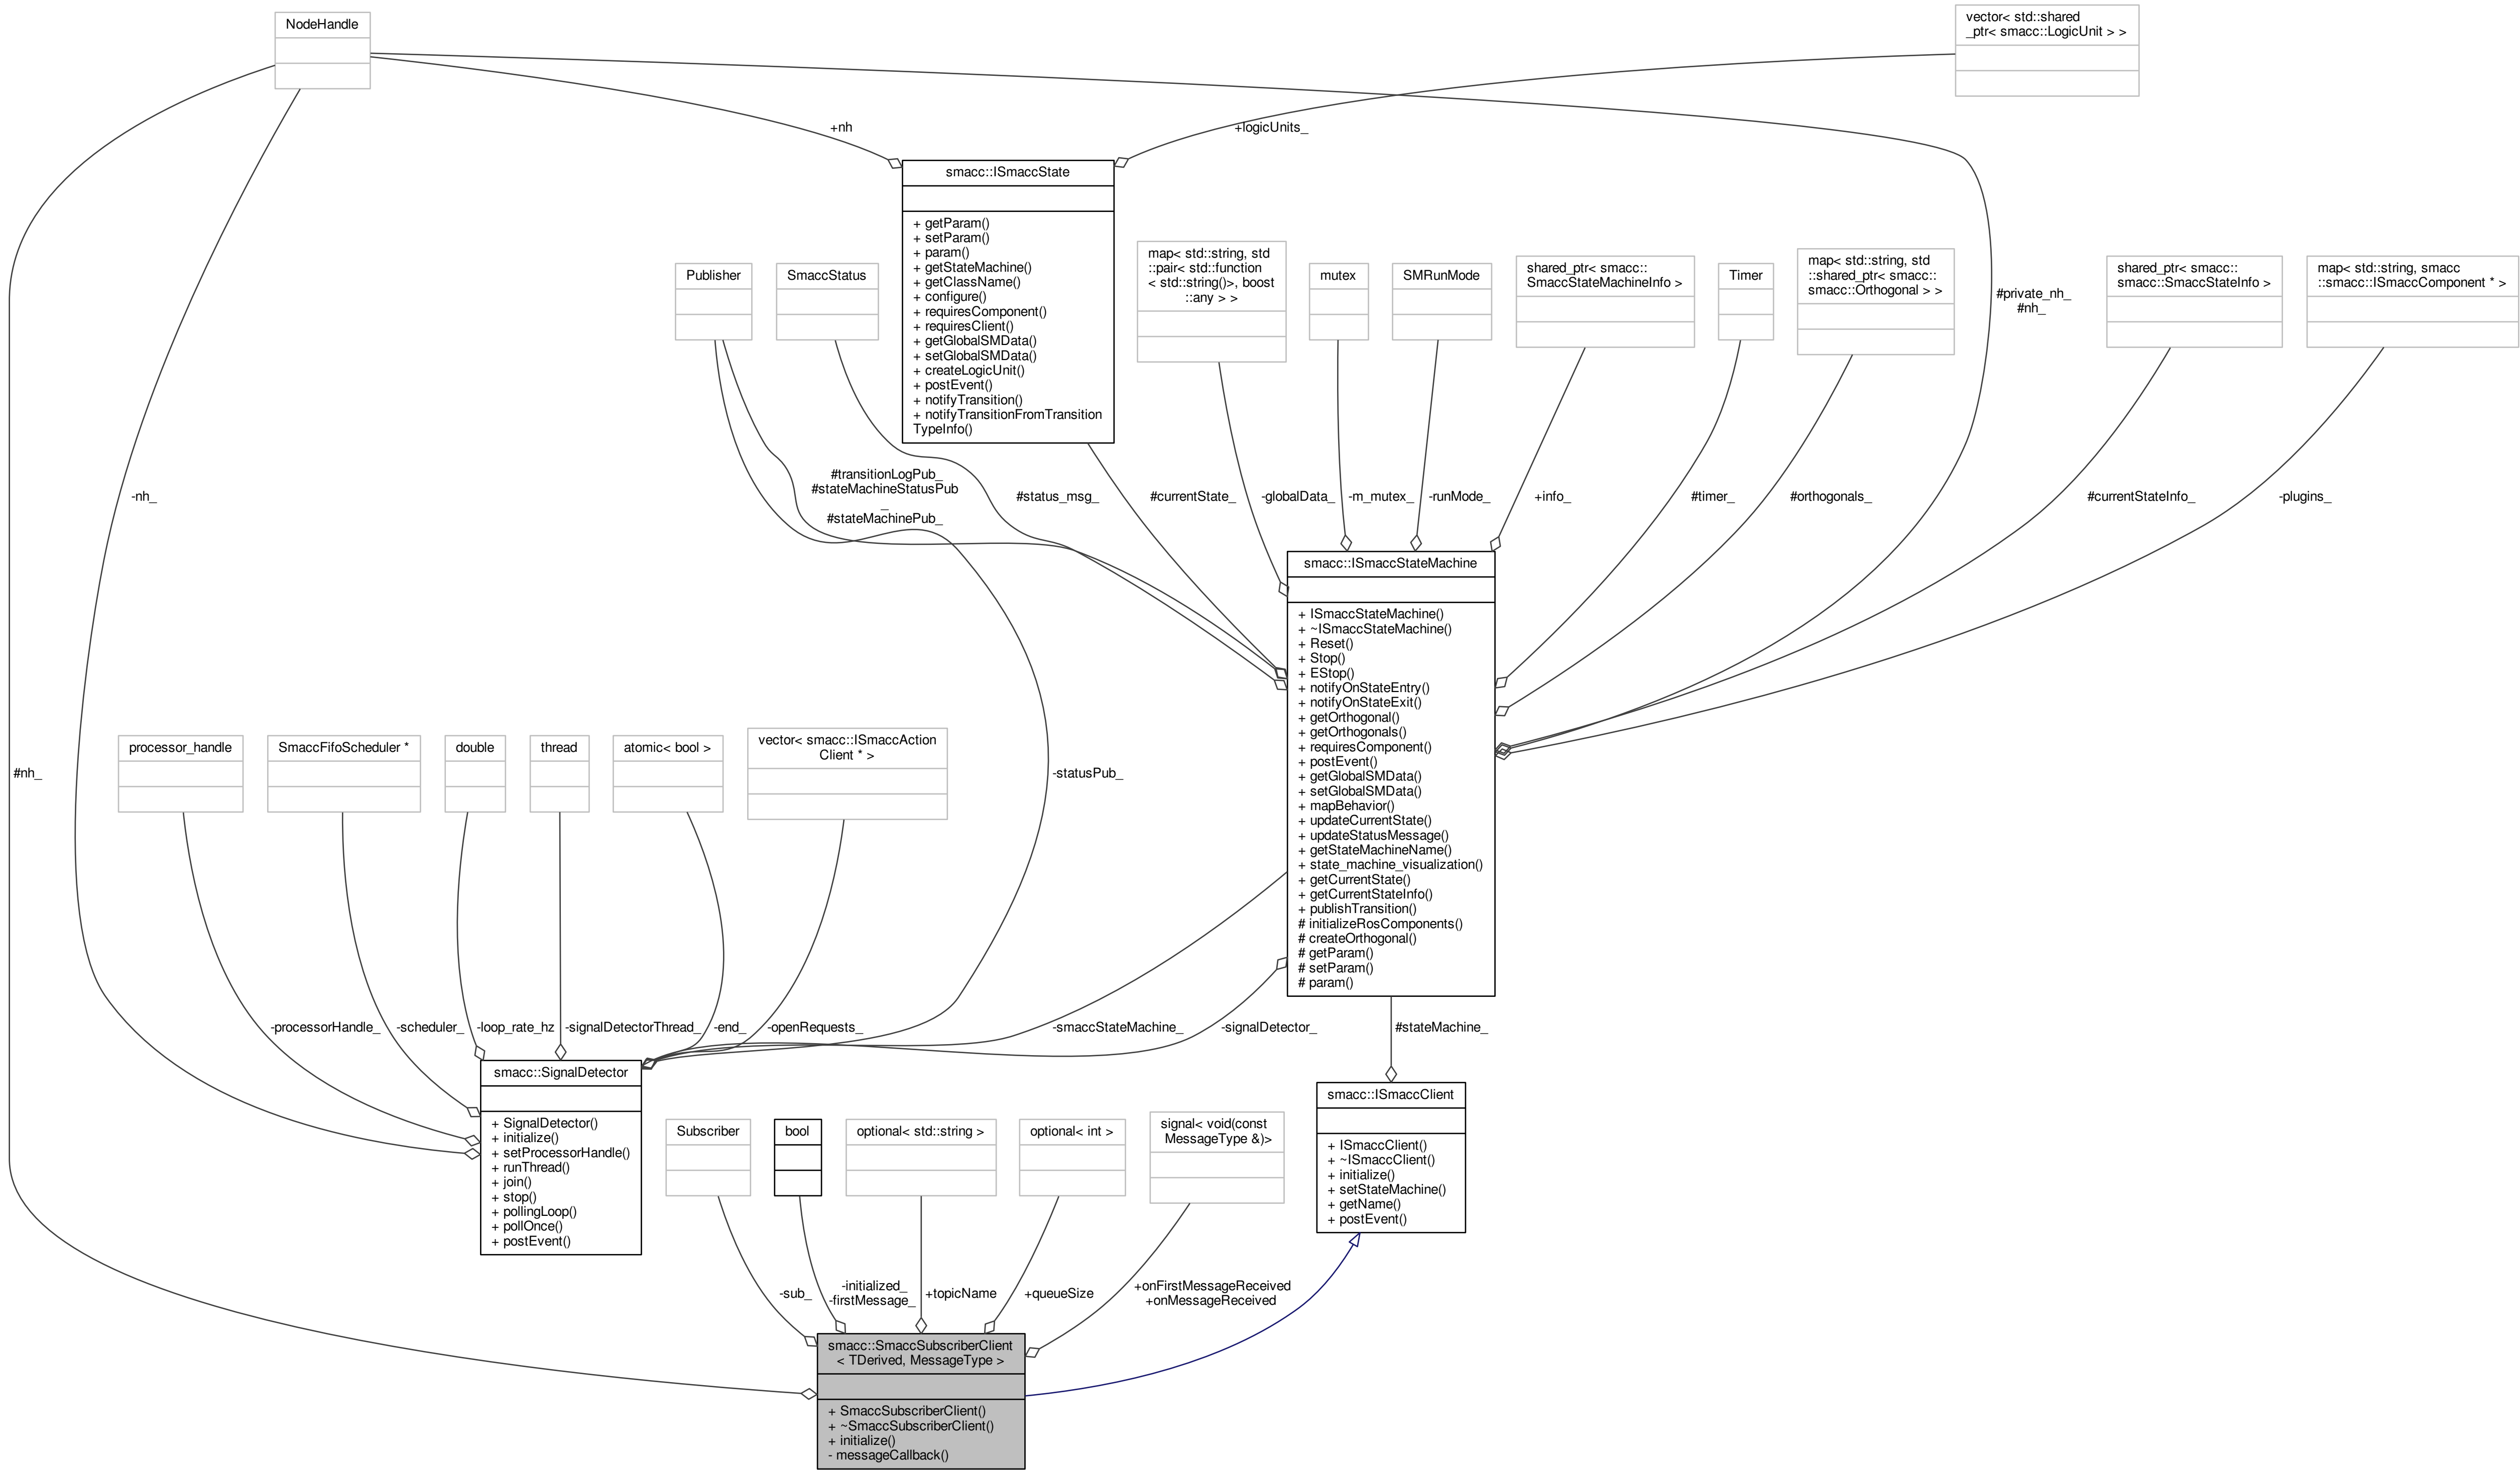 NodeHandle
vector< std::shared
_ptr< smacc::LogicUnit > >
+nh
+logicUnits_
smacc::ISmaccState
+ getParam()
+ setParam()
+ param()
+ getStateMachine()
+ getClassName()
+ configure()
+ requiresComponent()
+ requiresClient()
+ getGlobalSMData()
+ setGlobalSMData()
+ createLogicUnit()
+ postEvent()
+ notifyTransition()
+ notifyTransitionFromTransition
TypeInfo()
Publisher
SmaccStatus
map< std::string, std
::pair< std::function
< std::string()>, boost
::any > >
mutex
SMRunMode
shared_ptr< smacc::
SmaccStateMachineInfo >
Timer
map< std::string, std
::shared_ptr< smacc::
smacc::Orthogonal > >
#private_nh_
#nh_
shared_ptr< smacc::
smacc::SmaccStateInfo >
map< std::string, smacc
::smacc::ISmaccComponent * >
-nh_
#transitionLogPub_
#stateMachineStatusPub
_
#stateMachinePub_
#status_msg_
#currentState_
-globalData_
-m_mutex_
-runMode_
+info_
#timer_
#orthogonals_
#currentStateInfo_
-plugins_
smacc::ISmaccStateMachine
+ ISmaccStateMachine()
+ ~ISmaccStateMachine()
+ Reset()
+ Stop()
+ EStop()
+ notifyOnStateEntry()
+ notifyOnStateExit()
+ getOrthogonal()
+ getOrthogonals()
+ requiresComponent()
+ postEvent()
+ getGlobalSMData()
+ setGlobalSMData()
+ mapBehavior()
+ updateCurrentState()
+ updateStatusMessage()
+ getStateMachineName()
+ state_machine_visualization()
+ getCurrentState()
+ getCurrentStateInfo()
+ publishTransition()
# initializeRosComponents()
# createOrthogonal()
# getParam()
# setParam()
# param()
#nh_
processor_handle
SmaccFifoScheduler *
double
thread
atomic< bool >
vector< smacc::ISmaccAction
Client * >
-statusPub_
-processorHandle_
-scheduler_
-loop_rate_hz
-signalDetectorThread_
-end_
-openRequests_
-smaccStateMachine_
-signalDetector_
#stateMachine_
smacc::SignalDetector
+ SignalDetector()
+ initialize()
+ setProcessorHandle()
+ runThread()
+ join()
+ stop()
+ pollingLoop()
+ pollOnce()
+ postEvent()
Subscriber
bool
optional< std::string >
optional< int >
signal< void(const
MessageType &)>
smacc::ISmaccClient
+ ISmaccClient()
+ ~ISmaccClient()
+ initialize()
+ setStateMachine()
+ getName()
+ postEvent()
-sub_
-initialized_
-firstMessage_
+topicName
+queueSize
+onFirstMessageReceived
+onMessageReceived
smacc::SmaccSubscriberClient
< TDerived, MessageType >
+ SmaccSubscriberClient()
+ ~SmaccSubscriberClient()
+ initialize()
- messageCallback()